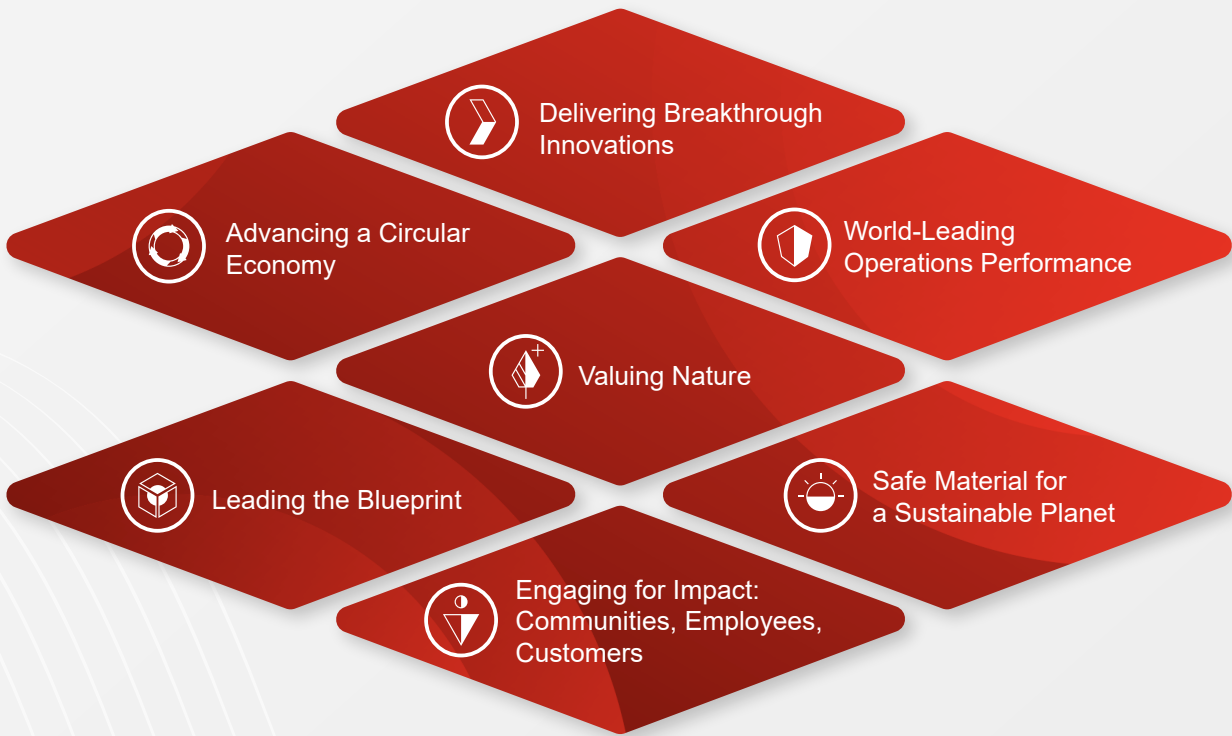 Delivering Breakthrough
Innovations
Advancing a Circular
Economy
World-Leading
Operations Performance
Valuing Nature
Leading the Blueprint
Safe Material for
a Sustainable Planet
Engaging for Impact:
Communities, Employees,
Customers